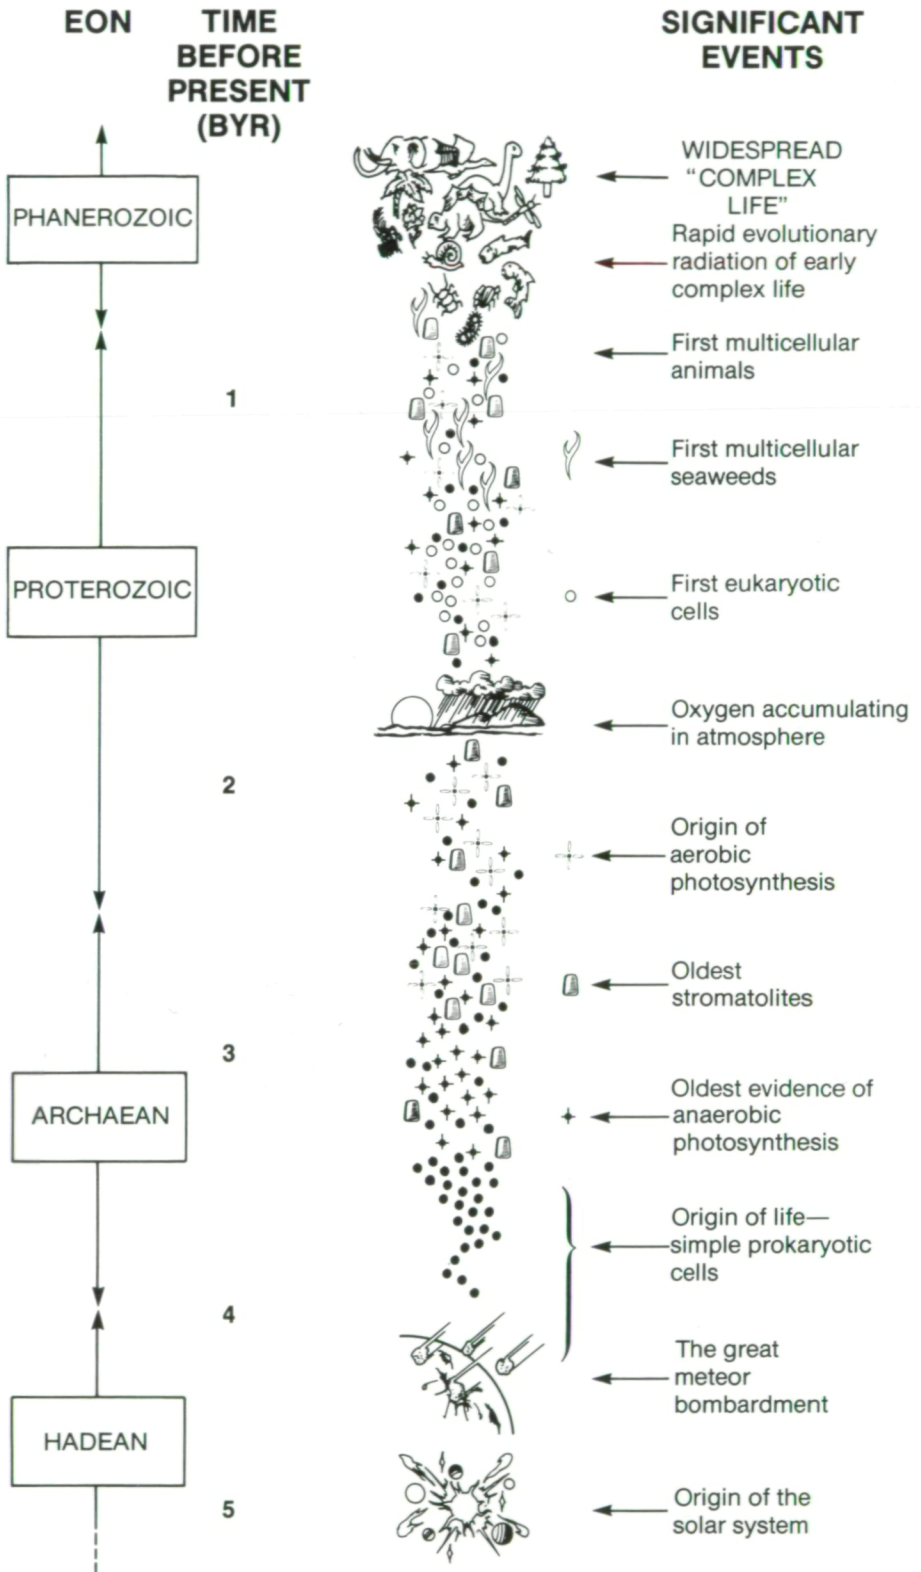 EON
TIME
BEFORE
PRESENT
(BYR)
SIGNIFICANT
EVENTS
PHANEROZOIC
WIDESPREAD
“COMPLEX
LIFE”
Rapid evolutionary
radiation of early
complex life
First multicellular
animals
1
First multicellular
seaweeds
PROTEROZOIC
First eukaryotic
cells
Oxygen accumulating
in atmosphere
2
Origin of
aerobic
photosynthesis
Oldest
stromatolites
3
ARCHAEAN
Oldest evidence of
anaerobic
photosynthesis
Origin of life—
simple prokaryotic
cells
4
The great
meteor
bombardment
HADEAN
5
Origin of the
solar system